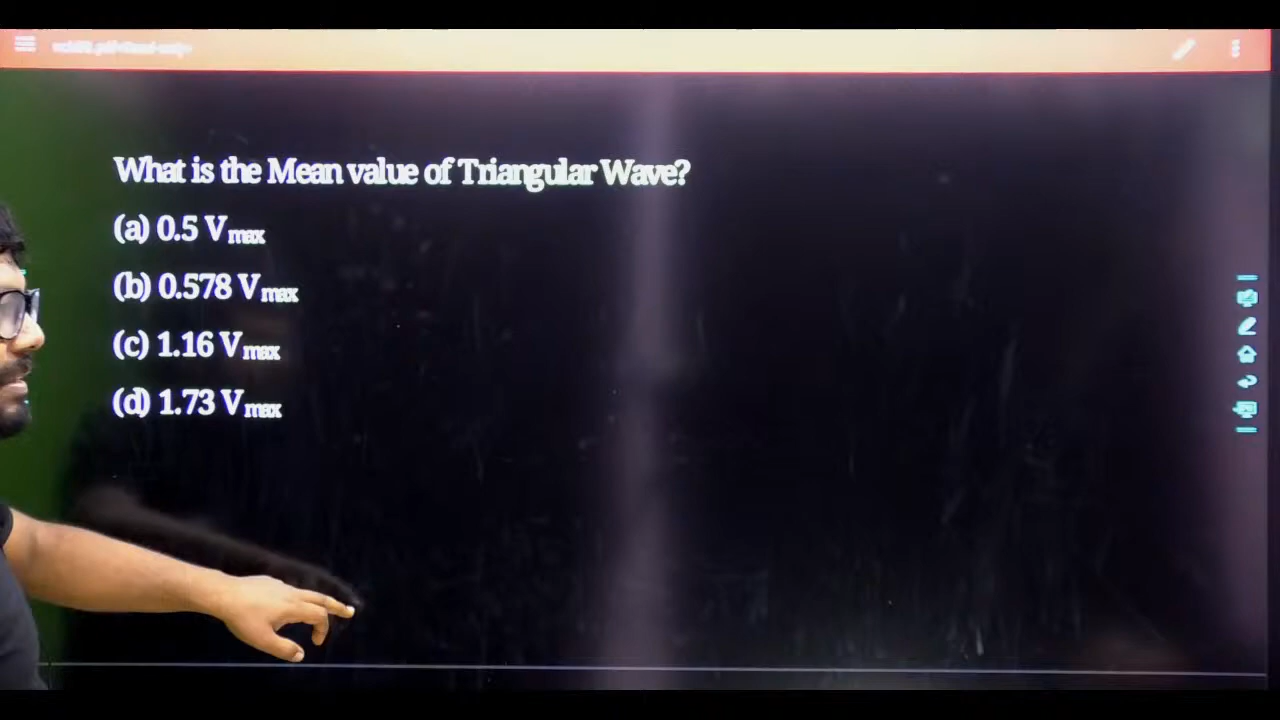 What is the Mean value of Triangular Wave?
(a) 0.5 Vmax
(b) 0.578 Vmax
(c) 1.16 Vmax
(d) 1.73 Vmax